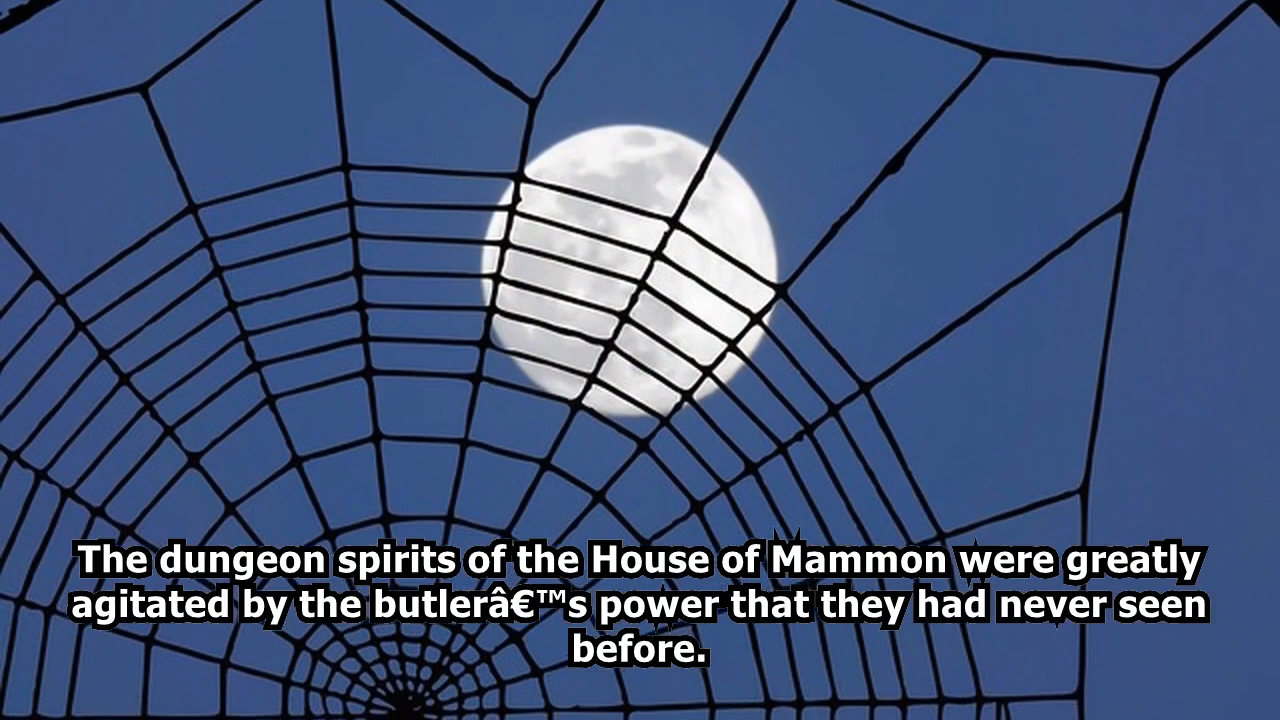 The dungeon spirits of the House of Mammon were greatly
agitated by the butlerâ€™s power that they had never seen
before.